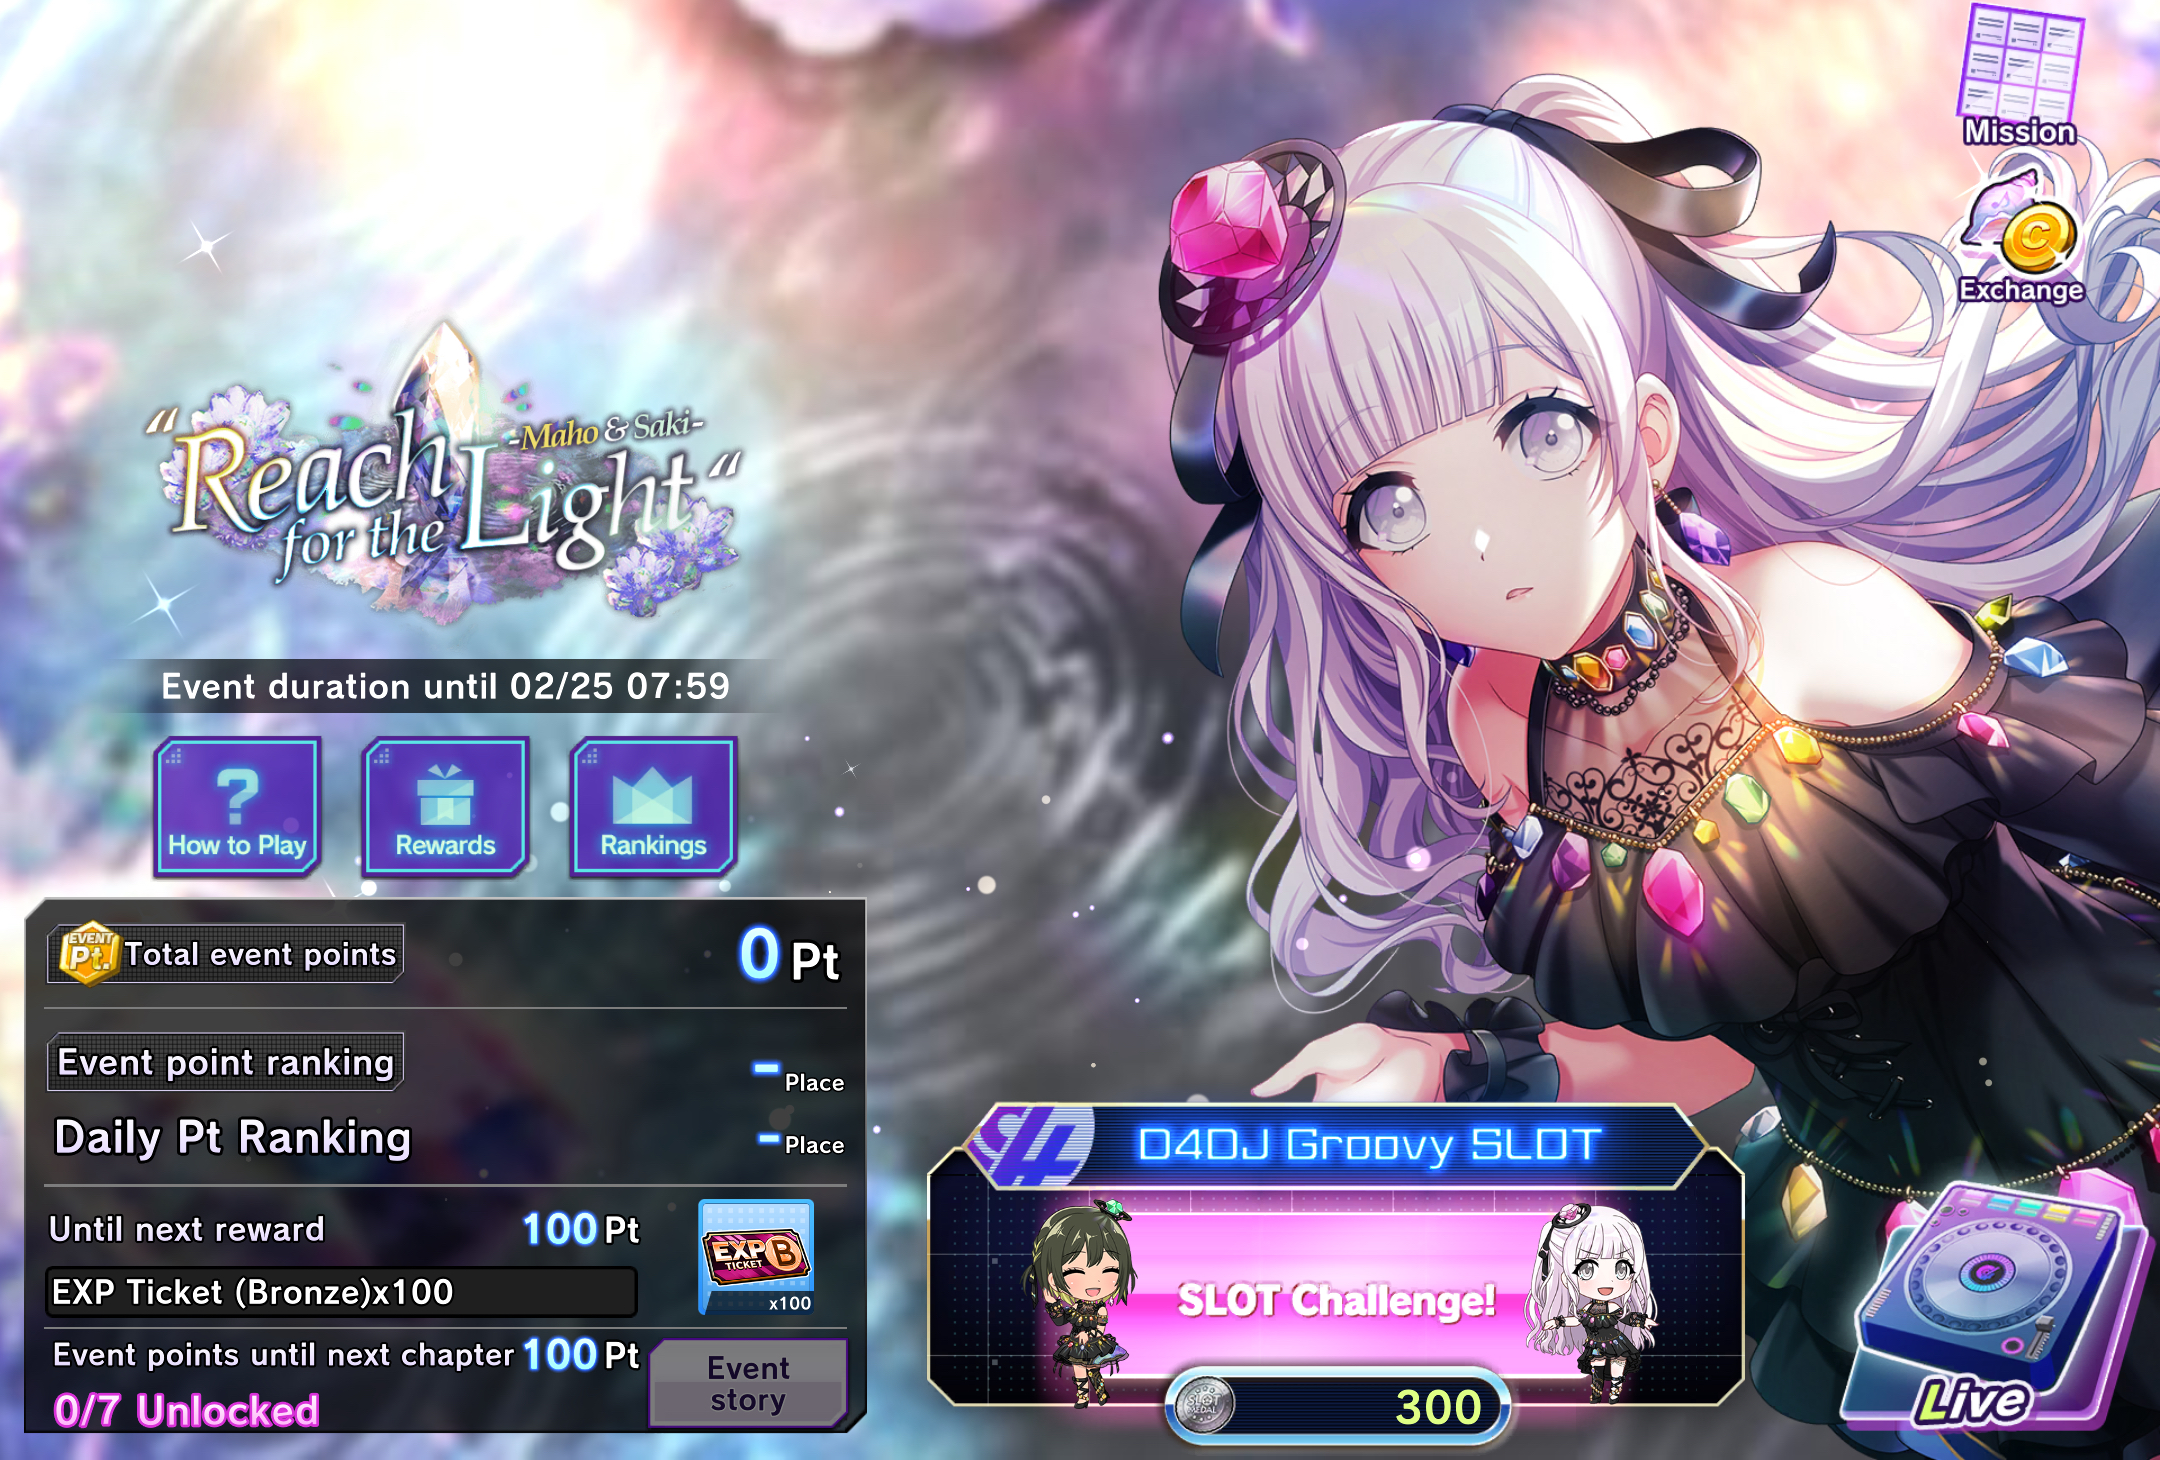 Mission
Exchange
"Reach
-Maho & Saki-
for the Light"
Event duration until 02/25 07:59
How to Play
Rewards
Rankings
EVENT
Pt.
Total event points
0 Pt
Event point ranking
- Place
Daily Pt Ranking
- Place
Until next reward
100 Pt
EXP Ticket (Bronze)x100
EXP B
TICKET
x100
Event points until next chapter 100 Pt
0/7 Unlocked
Event
story
D4DJ Groovy SLOT
SLOT Challenge!
SLOT
MEDAL
300
Live